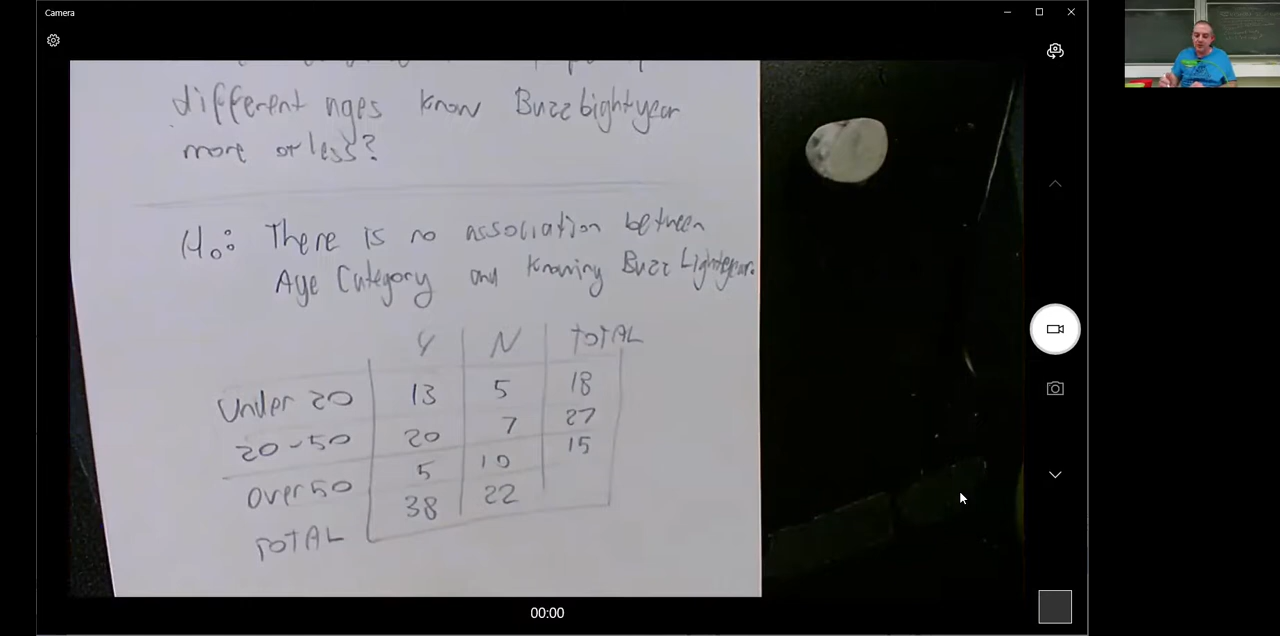 Camera
different ages know Buzz Lightyear
more or less?
H₀: There is no association between
Age Category and Knowing Buzz Lightyear.
Y N TOTAL
Under 20 13 5 18
20-50 20 7 27
Over 50 5 10 15
TOTAL 38 22
00:00